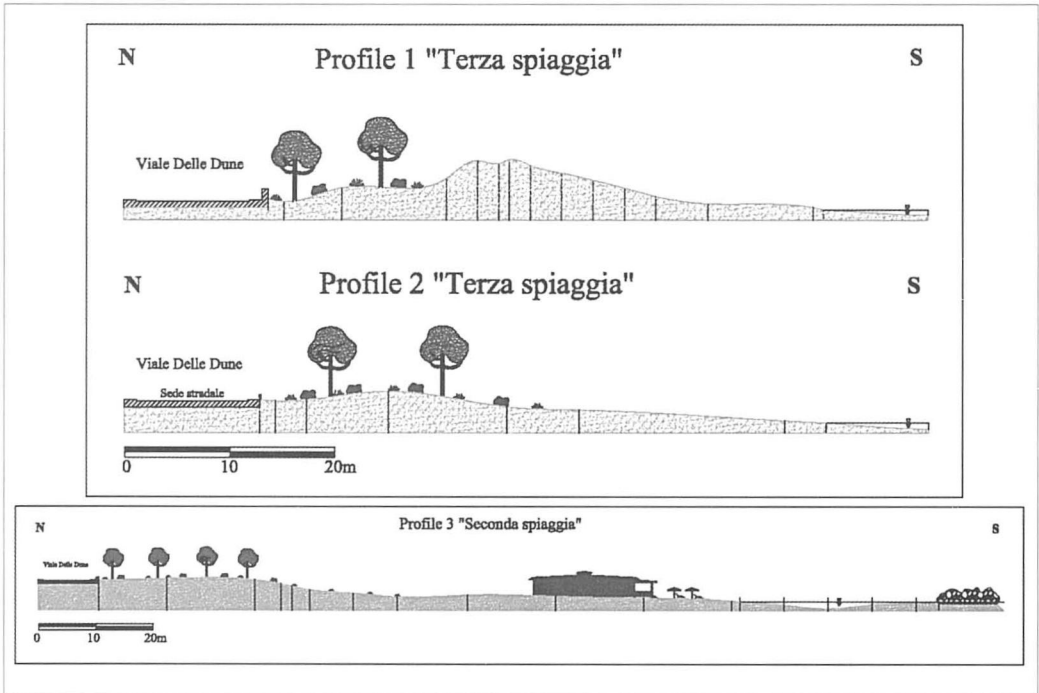 N Profile 1 "Terza spiaggia" S
Viale Delle Dune
N Profile 2 "Terza spiaggia" S
Viale Delle Dune
Sede stradale
0 10 20m
N Profile 3 "Seconda spiaggia" S
Viale Delle Dune
0 10 20m